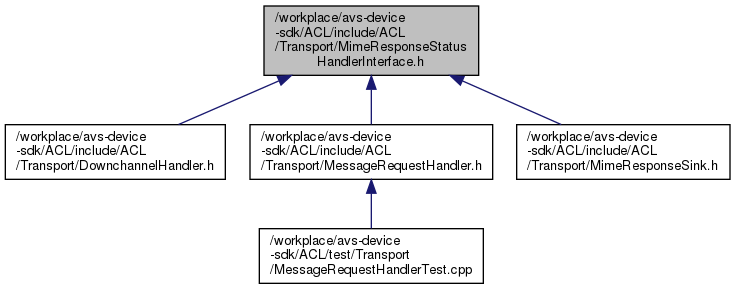 /workplace/avs-device
-sdk/ACL/include/ACL
/Transport/MimeResponseStatus
HandlerInterface.h
/workplace/avs-device
-sdk/ACL/include/ACL
/Transport/DownchannelHandler.h
/workplace/avs-device
-sdk/ACL/include/ACL
/Transport/MessageRequestHandler.h
/workplace/avs-device
-sdk/ACL/include/ACL
/Transport/MimeResponseSink.h
/workplace/avs-device
-sdk/ACL/test/Transport
/MessageRequestHandlerTest.cpp